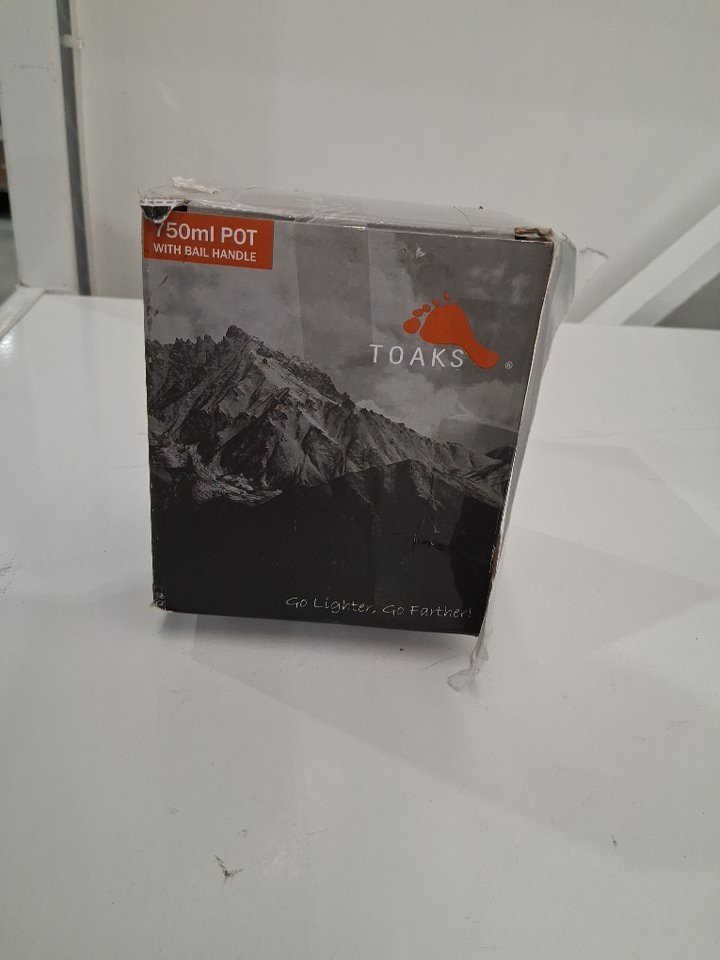 750ml POT
WITH BAIL HANDLE
TOAKS®
Go Lighter, Go Farther!